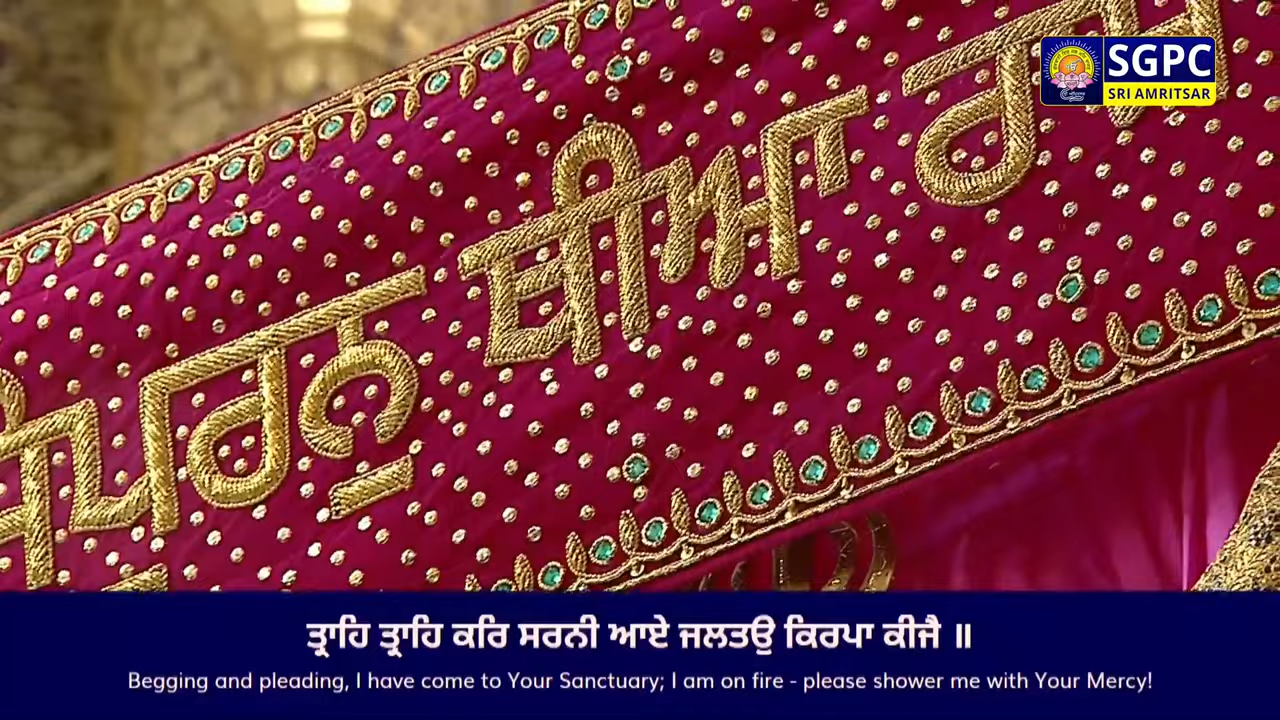 SGPC
SRI AMRITSAR
ਸੰਪੂਰਨੁ ਥੀਆ ਰਾਮ
ਤ੍ਰਾਹਿ ਤ੍ਰਾਹਿ ਕਰਿ ਸਰਨੀ ਆਏ ਜਲਤਉ ਕਿਰਪਾ ਕੀਜੈ ॥
Begging and pleading, I have come to Your Sanctuary; I am on fire - please shower me with Your Mercy!